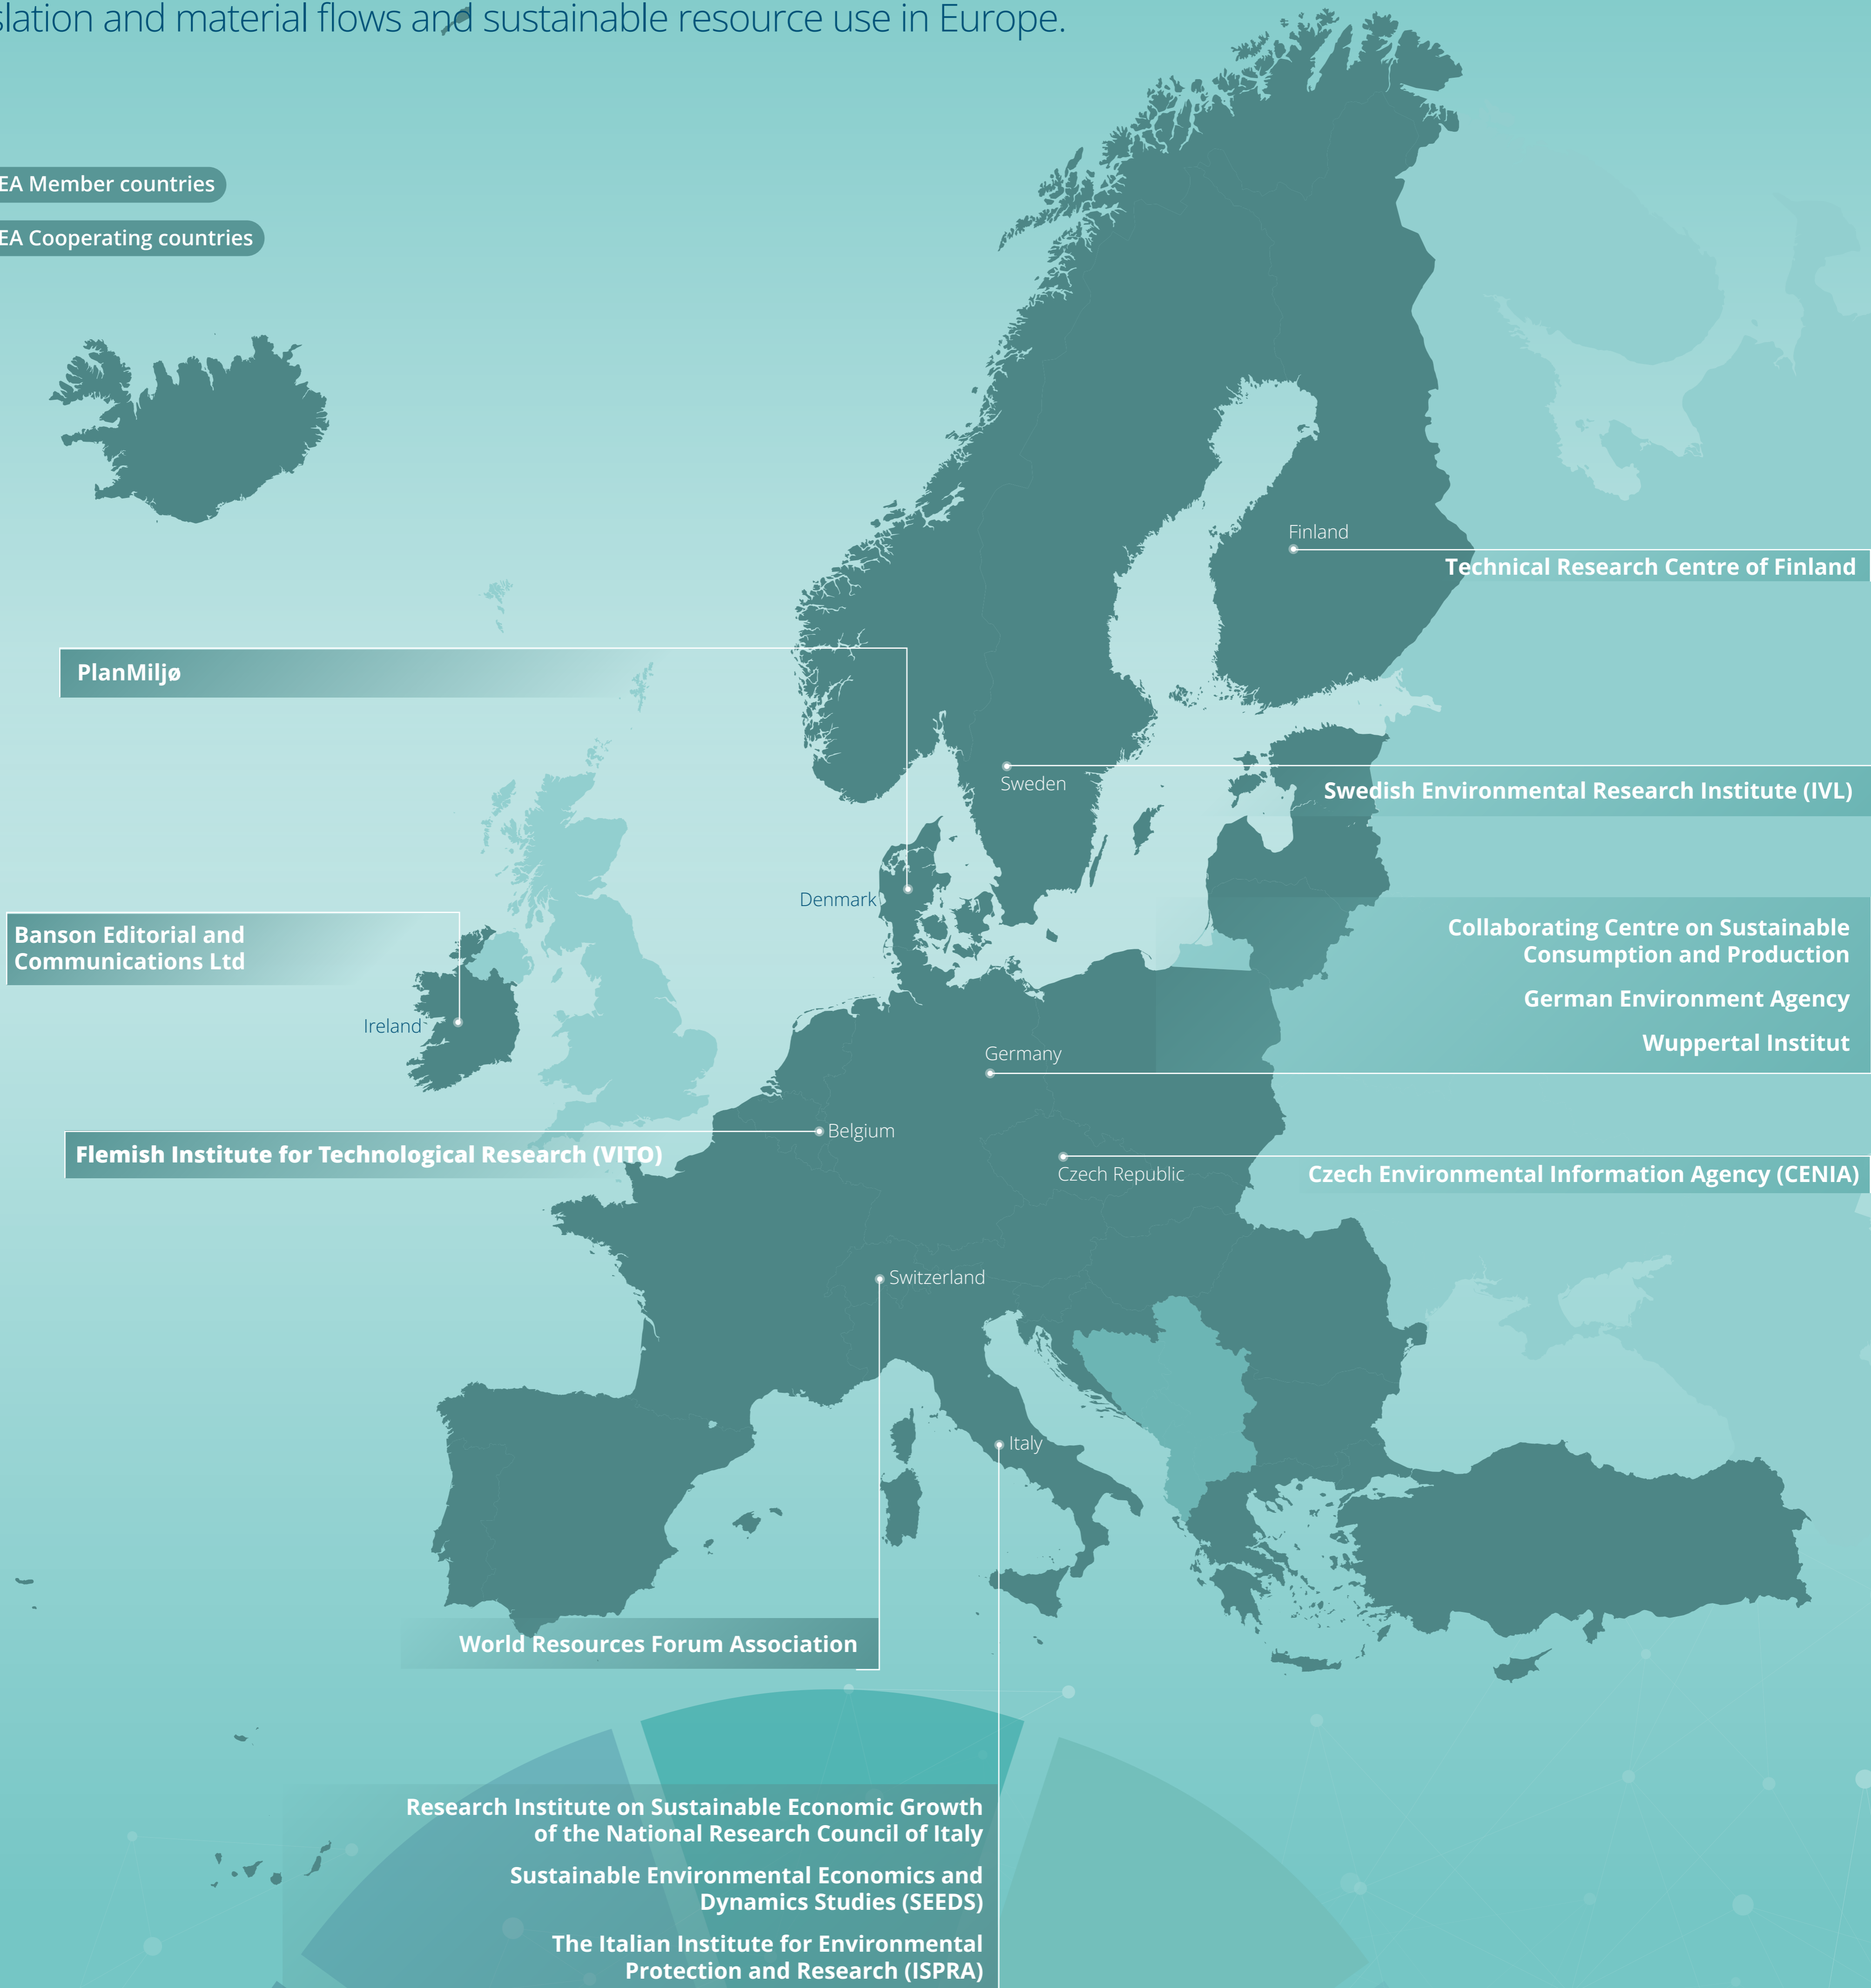 and material flows and sustainable resource use in Europe.
Member countries
Cooperating countries
Finland
Technical Research Centre of Finland
PlanMiljø
Sweden
Swedish Environmental Research Institute (IVL)
Denmark
Banson Editorial and
Communications Ltd
Ireland
Collaborating Centre on Sustainable
Consumption and Production
German Environment Agency
Wuppertal Institut
Germany
Belgium
Flemish Institute for Technological Research (VITO)
Czech Republic
Czech Environmental Information Agency (CENIA)
Switzerland
Italy
World Resources Forum Association
Research Institute on Sustainable Economic Growth
of the National Research Council of Italy
Sustainable Environmental Economics and
Dynamics Studies (SEEDS)
The Italian Institute for Environmental
Protection and Research (ISPRA)